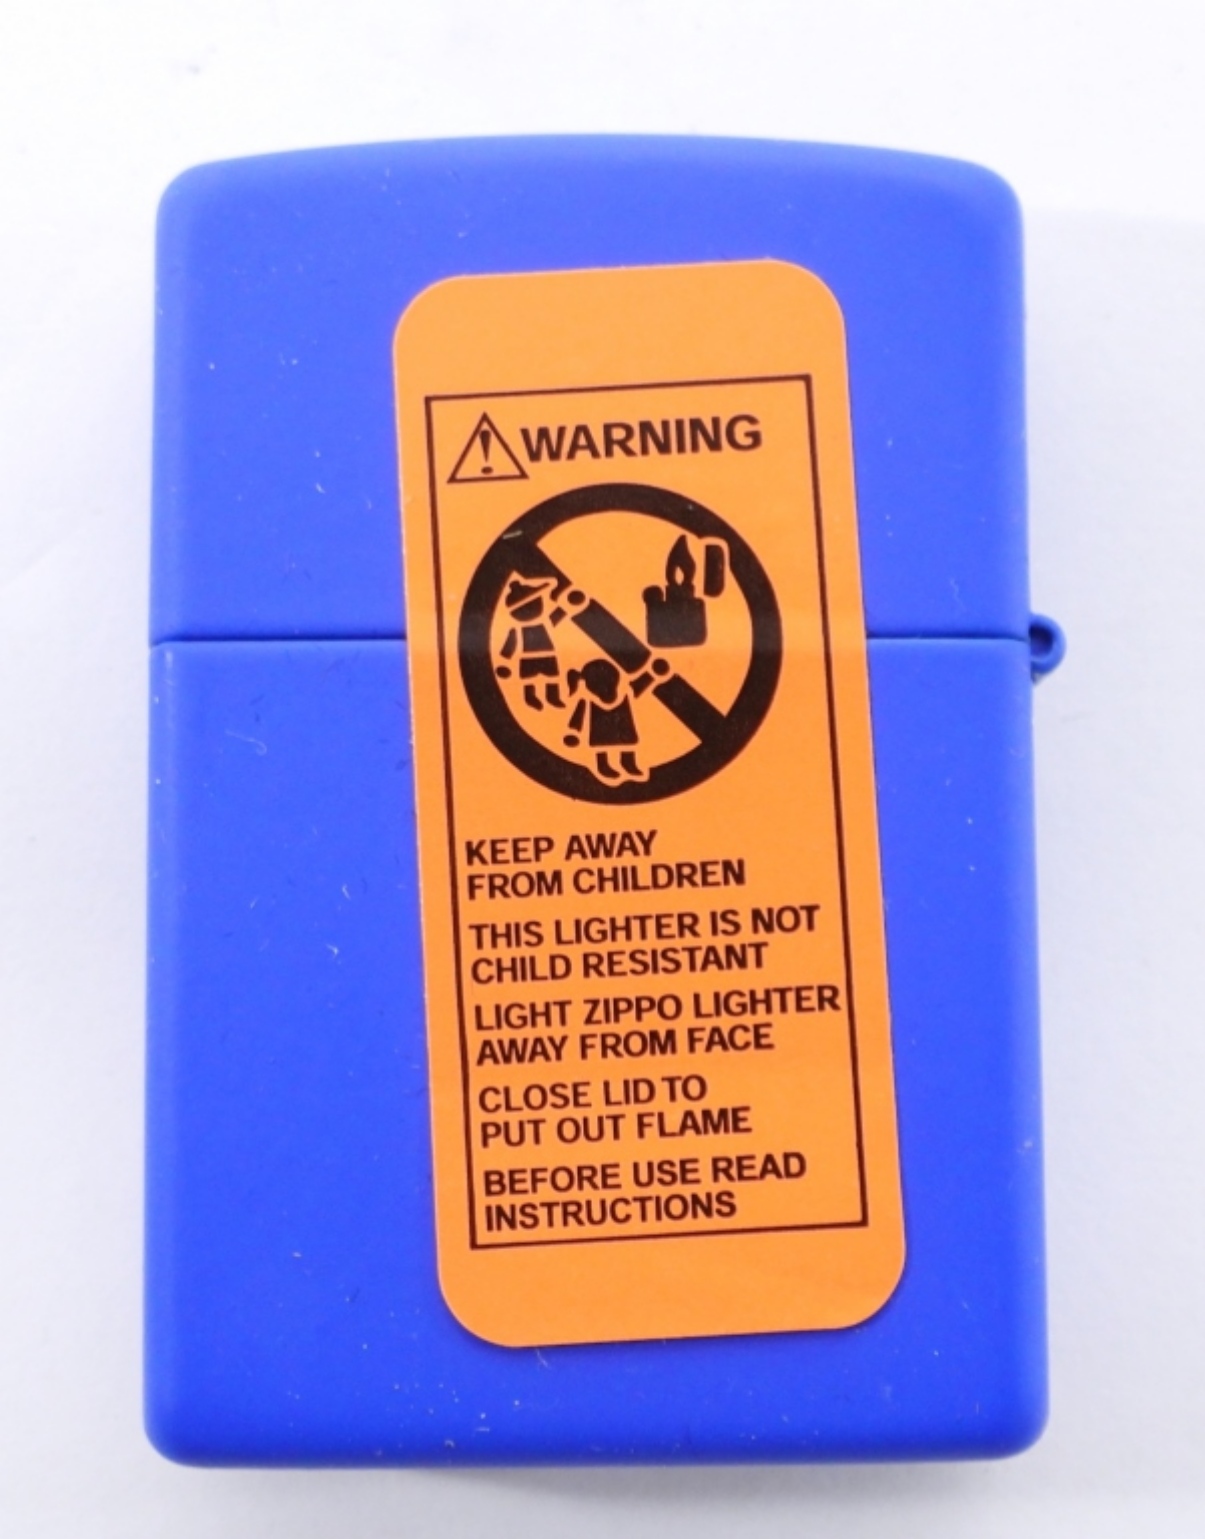 WARNING
KEEP AWAY
FROM CHILDREN
THIS LIGHTER IS NOT
CHILD RESISTANT
LIGHT ZIPPO LIGHTER
AWAY FROM FACE
CLOSE LID TO
PUT OUT FLAME
BEFORE USE READ
INSTRUCTIONS